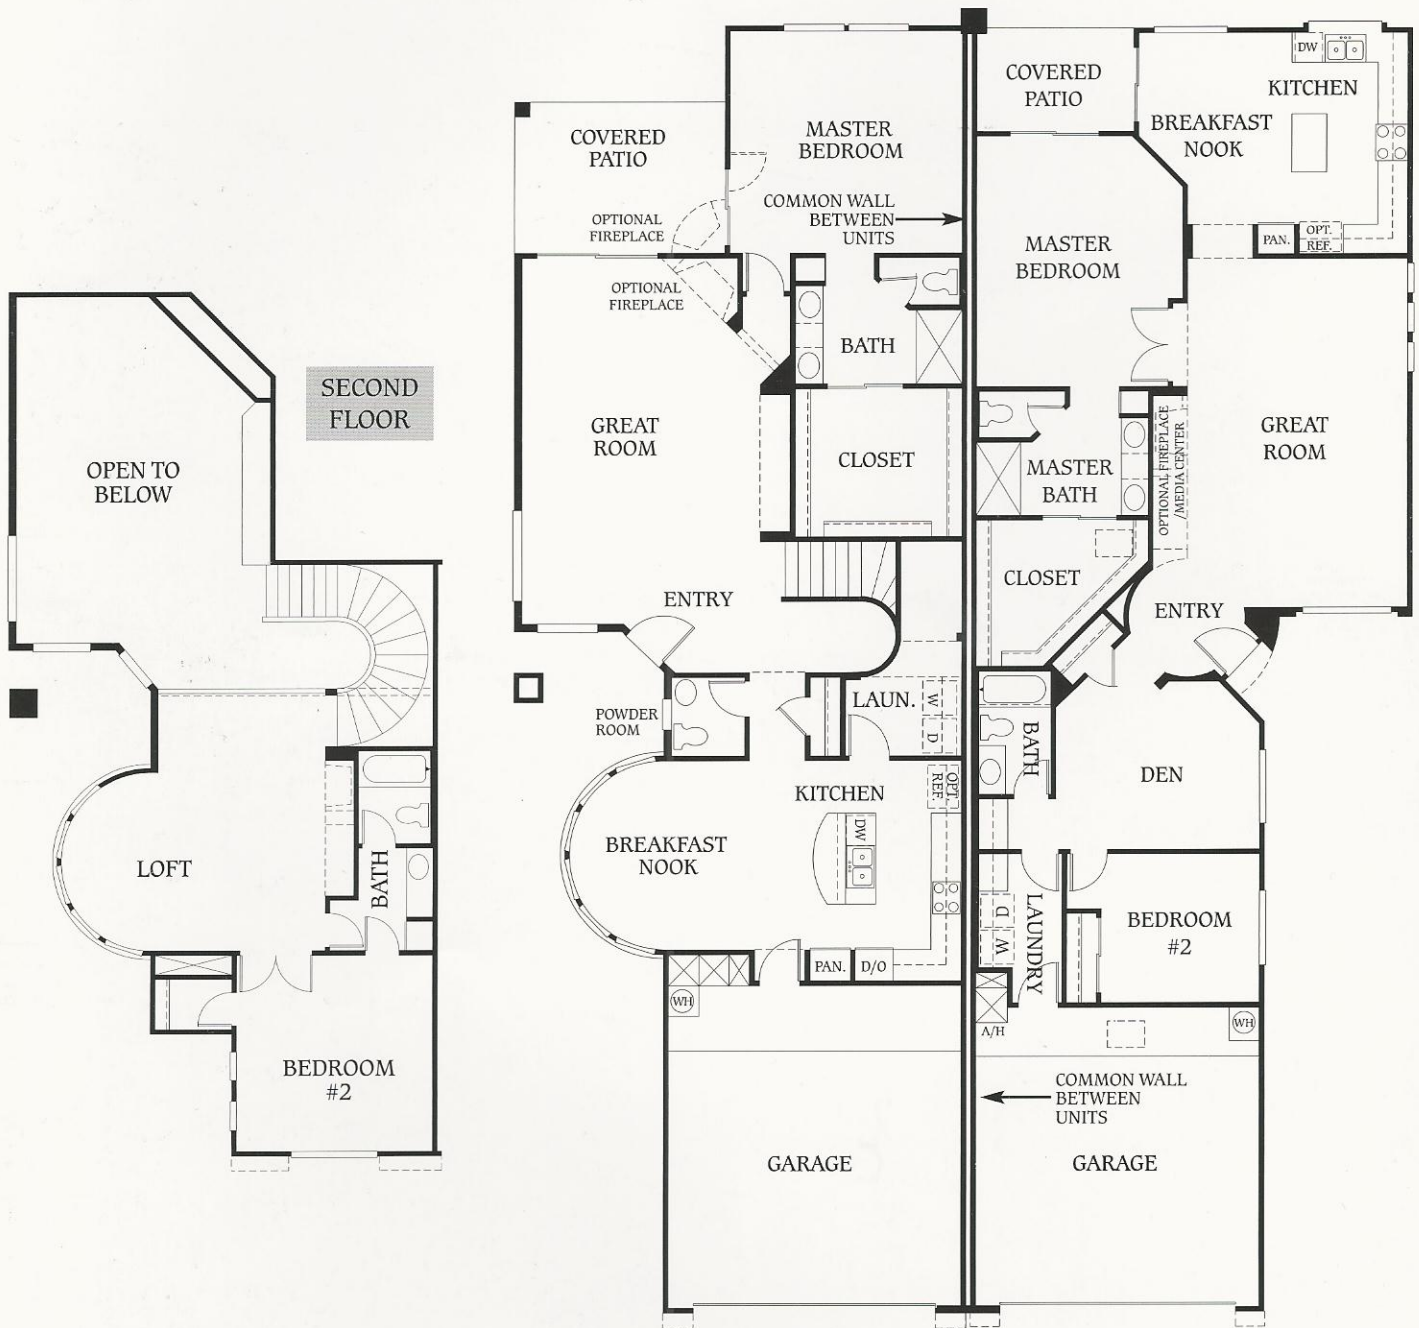 SECOND
FLOOR
OPEN TO
BELOW
LOFT
BATH
BEDROOM
#2
COVERED
PATIO
MASTER
BEDROOM
COMMON WALL
BETWEEN
UNITS
OPTIONAL
FIREPLACE
OPTIONAL
FIREPLACE
BATH
GREAT
ROOM
CLOSET
ENTRY
POWDER
ROOM
LAUN.
W
D
KITCHEN
OPT.
REF.
BREAKFAST
NOOK
DW
PAN.
D/O
WH
GARAGE
COVERED
PATIO
DW
KITCHEN
BREAKFAST
NOOK
PAN.
OPT.
REF.
MASTER
BEDROOM
GREAT
ROOM
OPTIONAL FIREPLACE
/MEDIA CENTER
MASTER
BATH
CLOSET
ENTRY
BATH
DEN
D
W
LAUNDRY
BEDROOM
#2
A/H
WH
COMMON WALL
BETWEEN
UNITS
GARAGE